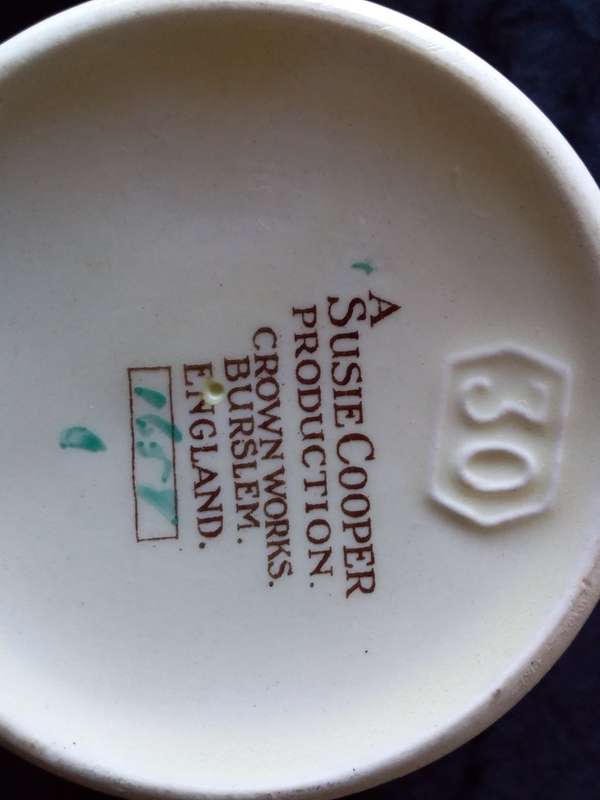 30
A
SUSIE COOPER
PRODUCTION.
CROWN WORKS.
BURSLEM.
ENGLAND.